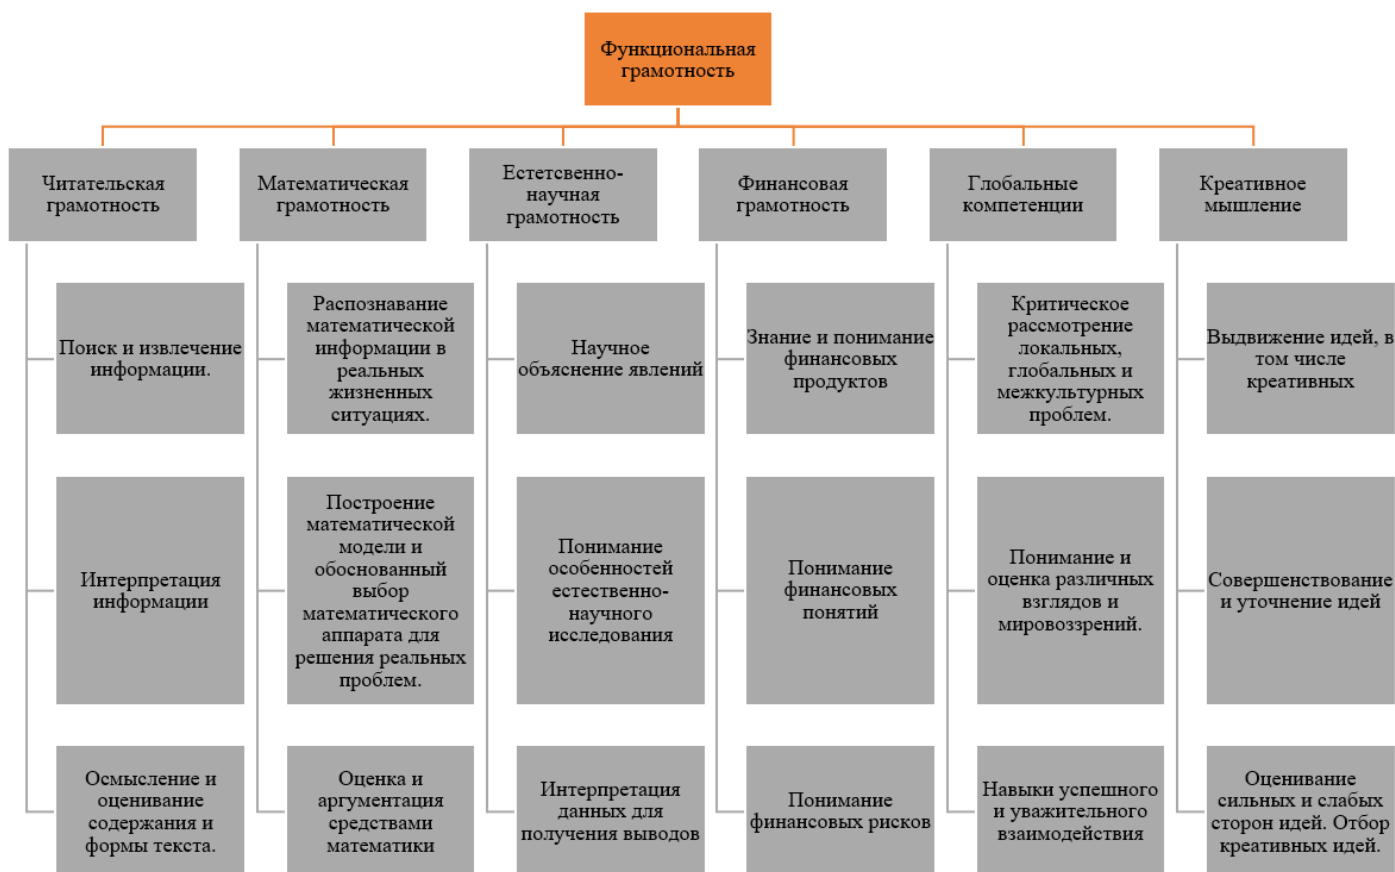 Функциональная
грамотность
Читательская
грамотность
Математическая
грамотность
Естетсвенно-
научная
грамотность
Финансовая
грамотность
Глобальные
компетенции
Креативное
мышление
Поиск и извлечение
информации.
Распознавание
математической
информации в
реальных
жизненных
ситуациях.
Научное
объяснение явлений
Знание и понимание
финансовых
продуктов
Критическое
рассмотрение
локальных,
глобальных и
межкультурных
проблем.
Выдвижение идей, в
том числе
креативных
Интерпретация
информации
Построение
математической
модели и
обоснованный
выбор
математического
аппарата для
решения реальных
проблем.
Понимание
особенностей
естественно-
научного
исследования
Понимание
финансовых
понятий
Понимание и
оценка различных
взглядов и
мировоззрений.
Совершенствование
и уточнение идей
Осмысление и
оценивание
содержания и
формы текста.
Оценка и
аргументация
средствами
математики
Интерпретация
данных для
получения выводов
Понимание
финансовых рисков
Навыки успешного
и уважительного
взаимодействия
Оценивание
сильных и слабых
сторон идей. Отбор
креативных идей.